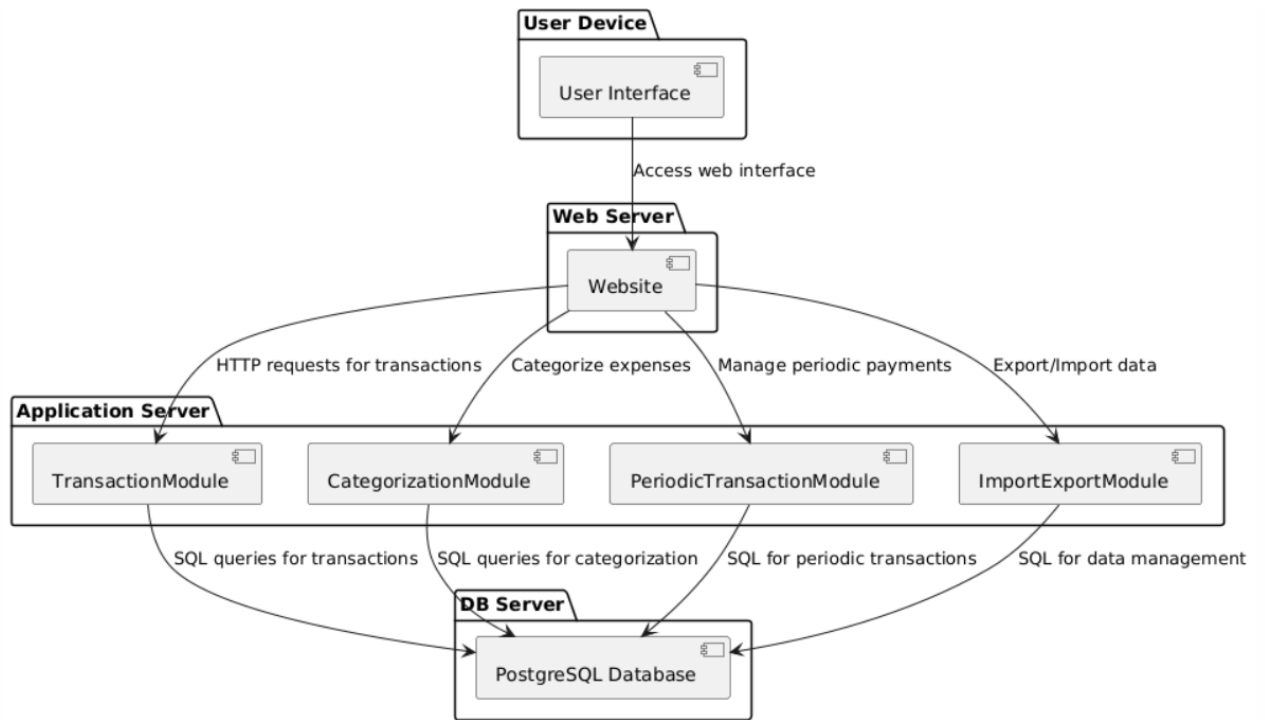 User Device
User Interface
Access web interface
Web Server
Website
HTTP requests for transactions
Categorize expenses
Manage periodic payments
Export/Import data
Application Server
TransactionModule
CategorizationModule
PeriodicTransactionModule
ImportExportModule
SQL queries for transactions
SQL queries for categorization
SQL for periodic transactions
SQL for data management
DB Server
PostgreSQL Database